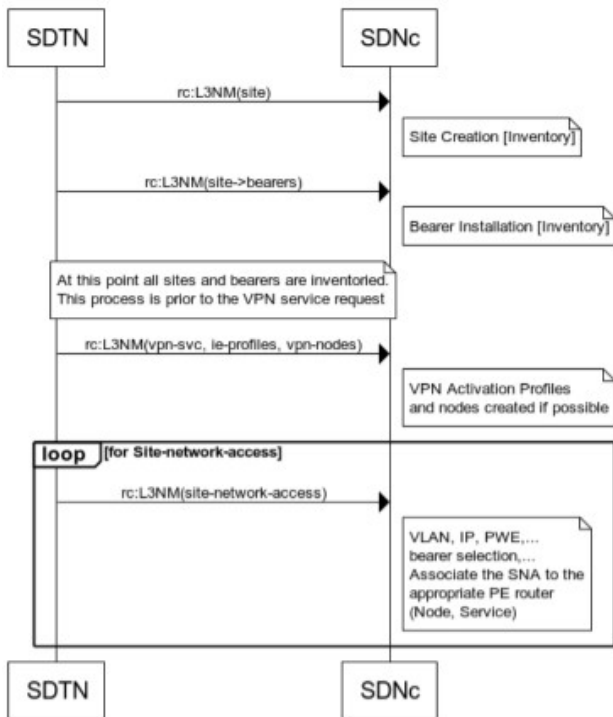 SDTN
SDNc
rc:L3NM(site)
Site Creation [Inventory]
rc:L3NM(site->bearers)
Bearer Installation [Inventory]
At this point all sites and bearers are inventoried.
This process is prior to the VPN service request
rc:L3NM(vpn-svc, ie-profiles, vpn-nodes)
VPN Activation Profiles
and nodes created if possible
loop
[for Site-network-access]
rc:L3NM(site-network-access)
VLAN, IP, PWE,...
bearer selection,...
Associate the SNA to the
appropriate PE router
(Node, Service)
SDTN
SDNc